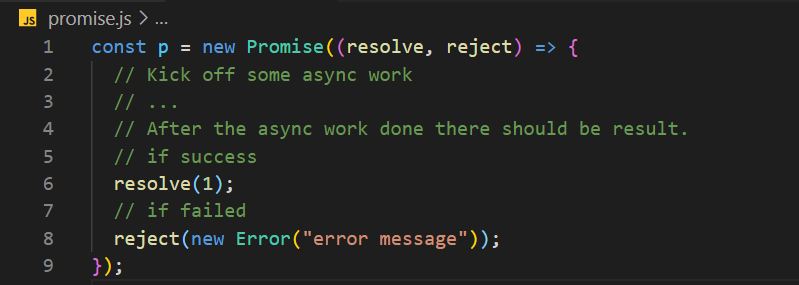 JS promise.js > ...
1 const p = new Promise((resolve, reject) => {
2 // Kick off some async work
3 // ...
4 // After the async work done there should be result.
5 // if success
6 resolve(1);
7 // if failed
8 reject(new Error("error message"));
9 });